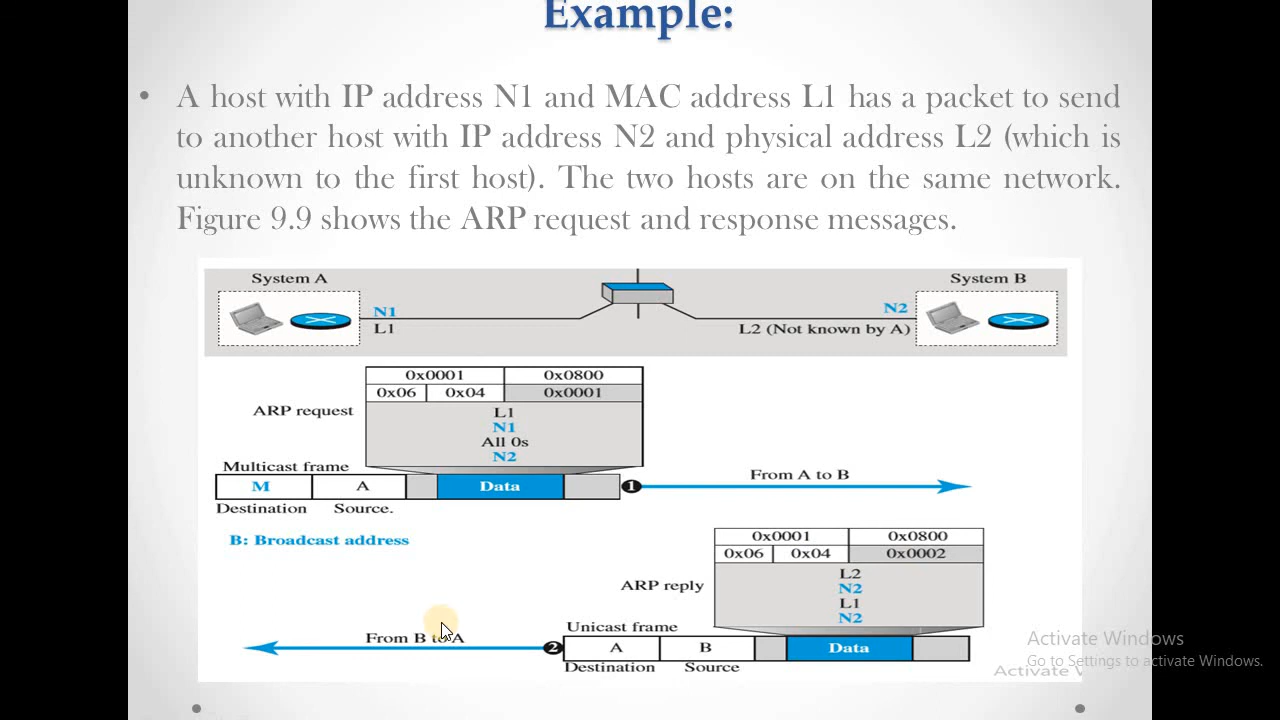 Example:
• A host with IP address N1 and MAC address L1 has a packet to send
to another host with IP address N2 and physical address L2 (which is
unknown to the first host). The two hosts are on the same network.
Figure 9.9 shows the ARP request and response messages.
System A
System B
N1
N2
L1
L2 (Not known by A)
0x0001 0x0800
0x06 0x04 0x0001
ARP request
L1
N1
All 0s
N2
Multicast frame
M A Data
1
From A to B
Destination Source.
B: Broadcast address
0x0001 0x0800
0x06 0x04 0x0002
ARP reply
L2
N2
L1
N2
Unicast frame
From B to A
2
A B Data
Destination Source
Activate Windows
Go to Settings to activate Windows.
Activate